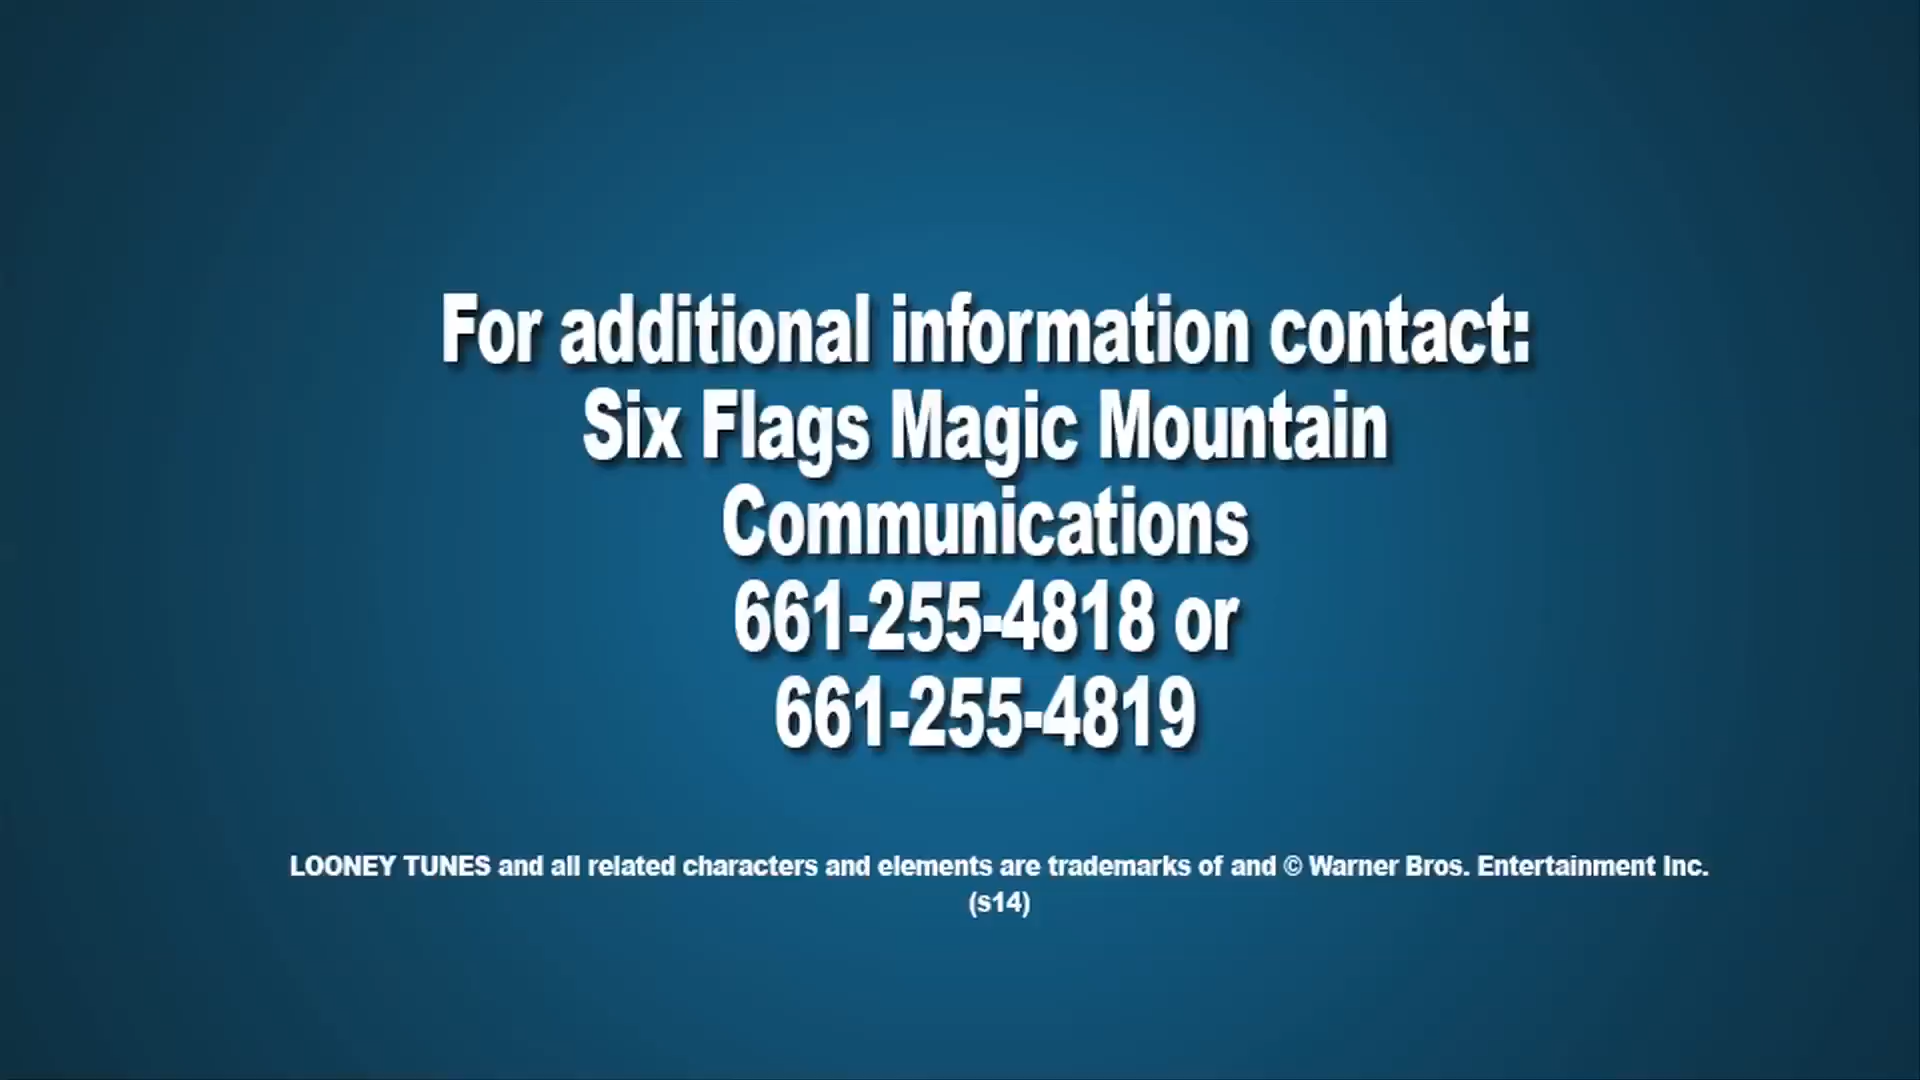 For additional information contact:
Six Flags Magic Mountain
Communications
661-255-4818 or
661-255-4819
LOONEY TUNES and all related characters and elements are trademarks of and © Warner Bros. Entertainment Inc.
(s14)